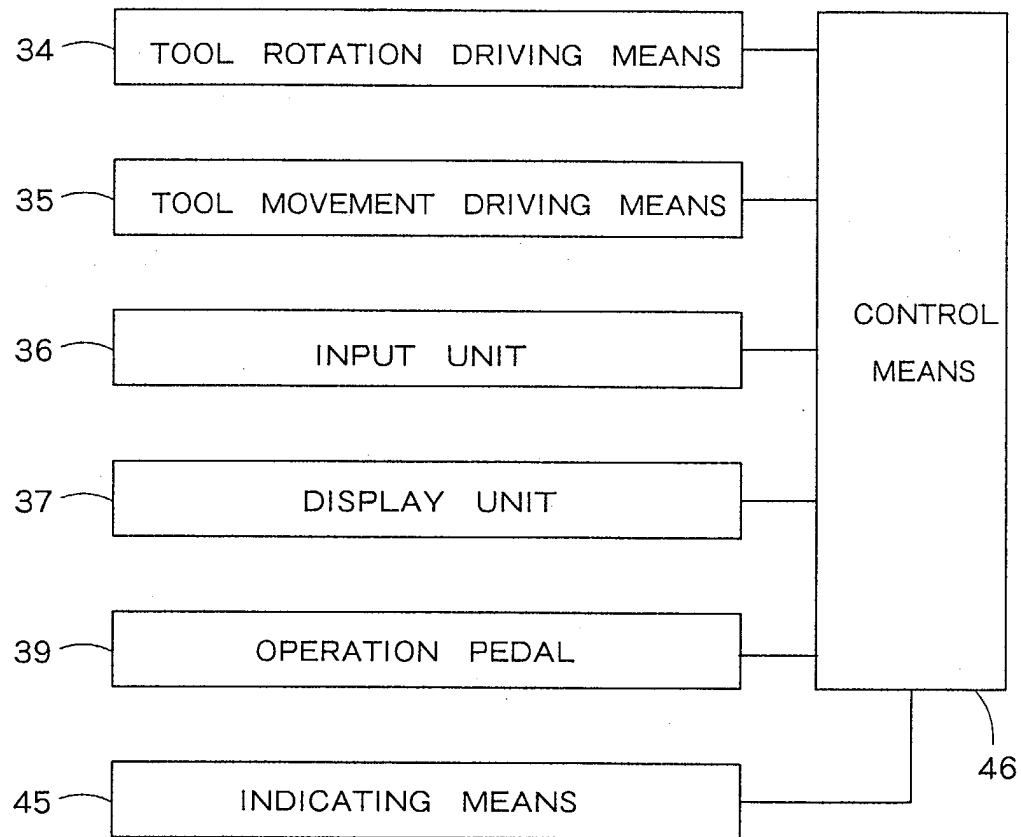 34 TOOL ROTATION DRIVING MEANS
35 TOOL MOVEMENT DRIVING MEANS
CONTROL
MEANS
36 INPUT UNIT
37 DISPLAY UNIT
39 OPERATION PEDAL
46
45 INDICATING MEANS